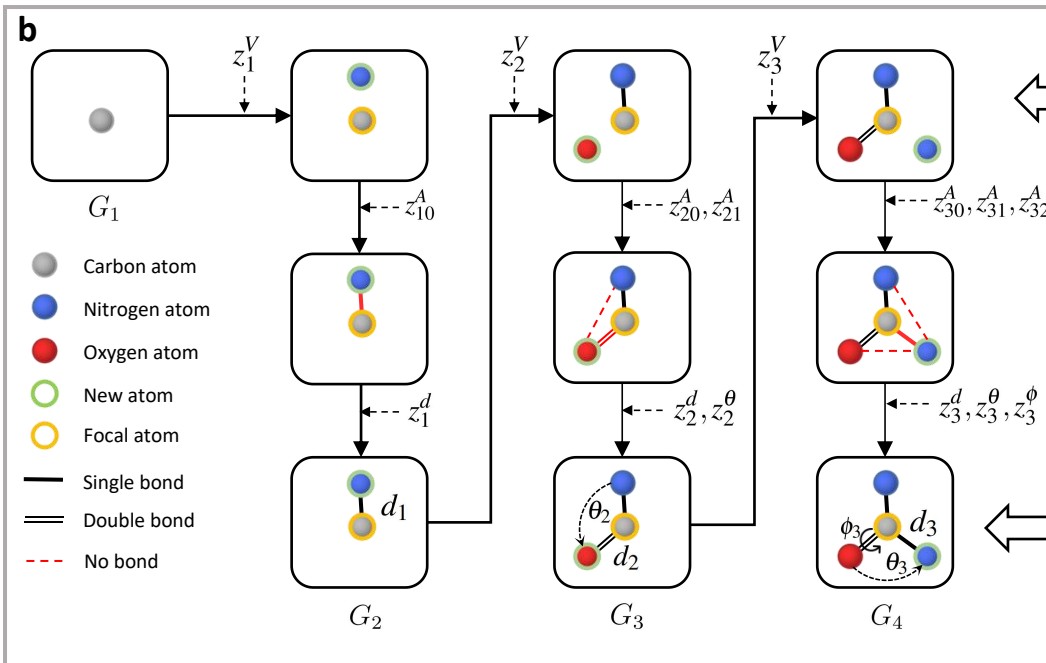 b
z_1^V
z_2^V
z_3^V
G_1
z_{10}^A
z_{20}^A, z_{21}^A
z_{30}^A, z_{31}^A, z_{32}^A
Carbon atom
Nitrogen atom
Oxygen atom
New atom
Focal atom
Single bond
Double bond
No bond
z_1^d
z_2^d, z_2^θ
z_3^d, z_3^θ, z_3^ϕ
d_1
θ_2
d_2
ϕ_3
d_3
θ_3
G_2
G_3
G_4